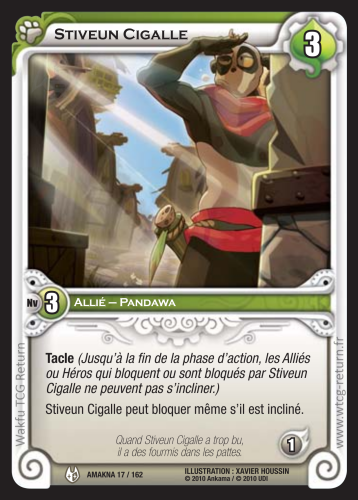 Stiveun Cigalle
3
Nv 3 Allié – Pandawa
Tacle (Jusqu'à la fin de la phase d'action, les Alliés
ou Héros qui bloquent ou sont bloqués par Stiveun
Cigalle ne peuvent pas s'incliner.)
Stiveun Cigalle peut bloquer même s'il est incliné.
Quand Stiveun Cigalle a trop bu,
il a des fourmis dans les pattes.
1
AMAKNA 17 / 162
ILLUSTRATION : XAVIER HOUSSIN
© 2010 Ankama / © 2010 UDI
Wakfu TCG Return
www.wtcg-return.fr